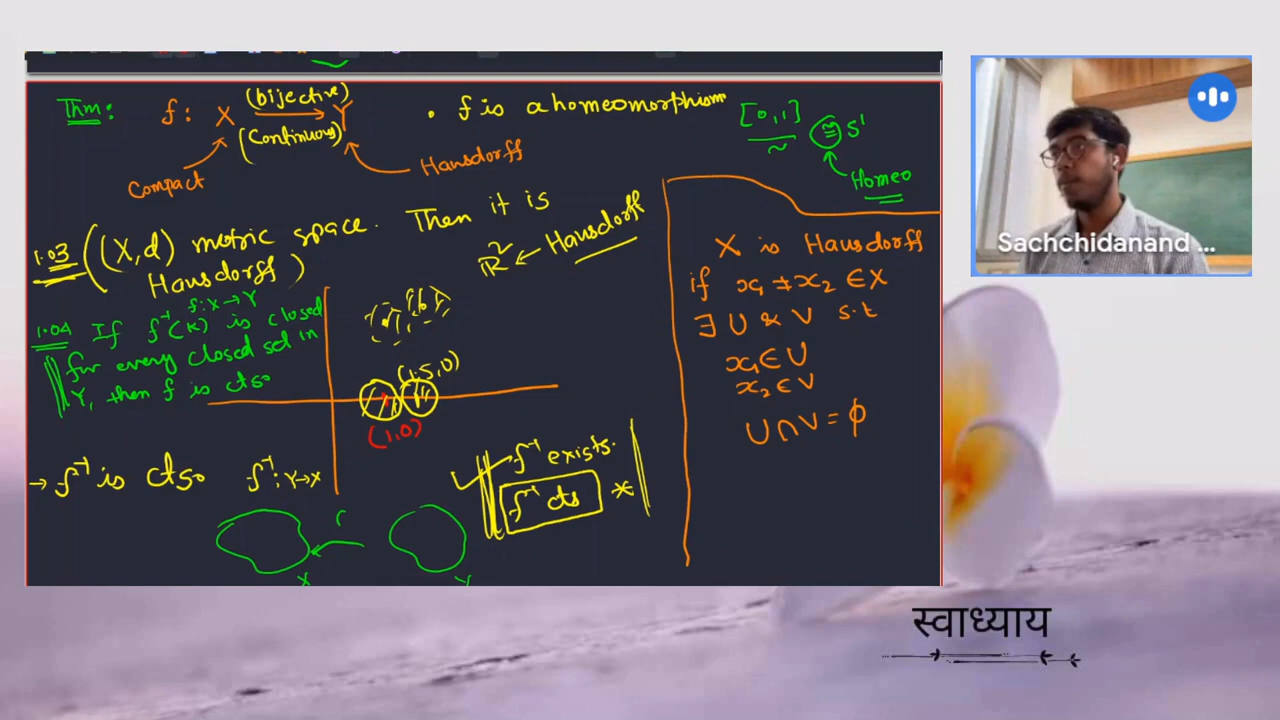 Thm:
f: X (bijective) Y
(Continuous)
Compact
Hausdorff
• f is a homeomorphism
[0,1]
~
≅ S¹
Homeo
1.03 ((X,d) metric space. Then it is
Hausdorff)
ℝ² ← Hausdorff
f: X → Y
1.04 If f⁻¹(K) is closed
for every closed set in
Y, then f is cts.
(1.5,0)
(1,0)
→ f⁻¹ is cts. f⁻¹: Y→X
f⁻¹ exists.
f⁻¹ cts *
X
Y
X is Hausdorff
if x₁ ≠ x₂ ∈ X
∃ U & V s.t
x₁ ∈ U
x₂ ∈ V
U ∩ V = ϕ
Sachchidanand ...
स्वाध्याय